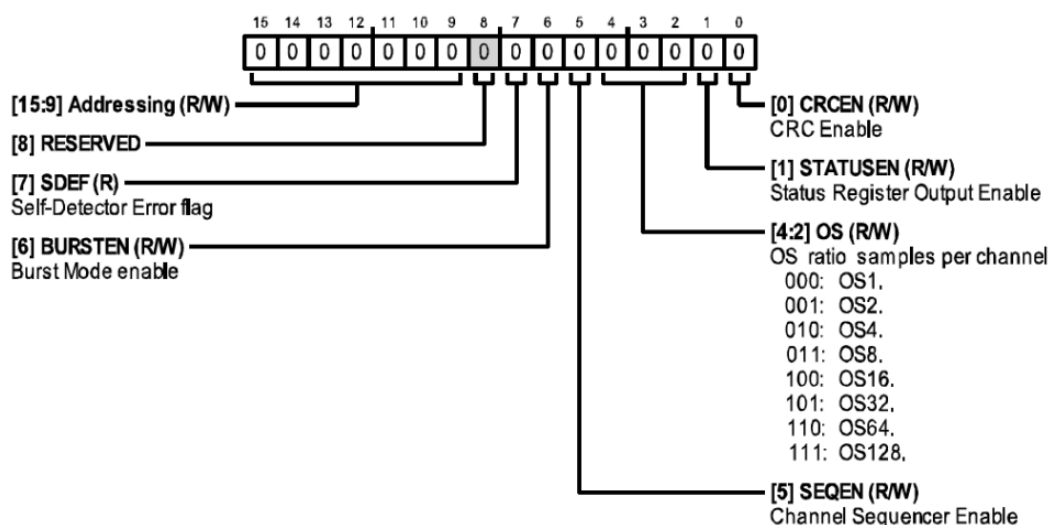 15 14 13 12 11 10 9 8 7 6 5 4 3 2 1 0
0 0 0 0 0 0 0 0 0 0 0 0 0 0 0 0
[15:9] Addressing (R/W)
[8] RESERVED
[7] SDEF (R)
Self-Detector Error flag
[6] BURSTEN (R/W)
Burst Mode enable
[0] CRCEN (R/W)
CRC Enable
[1] STATUSEN (R/W)
Status Register Output Enable
[4:2] OS (R/W)
OS ratio samples per channel
000: OS1.
001: OS2.
010: OS4.
011: OS8.
100: OS16.
101: OS32.
110: OS64.
111: OS128.
[5] SEQEN (R/W)
Channel Sequencer Enable